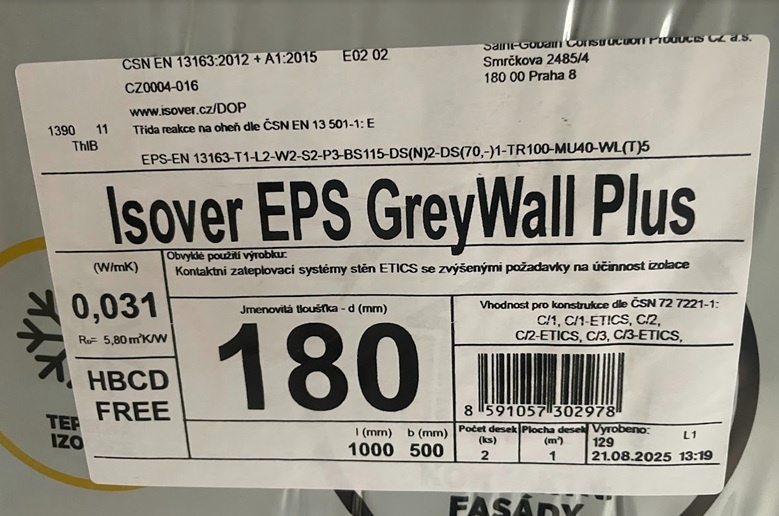 ČSN EN 13163:2012 + A1:2015 E02 02
CZ0004-016
www.isover.cz/DOP
Saint-Gobain Construction Products CZ a.s.
Smrčkova 2485/4
180 00 Praha 8
1390 11 Třída reakce na oheň dle ČSN EN 13 501-1: E
ThIB
EPS-EN 13163-T1-L2-W2-S2-P3-BS115-DS(N)2-DS(70,-)1-TR100-MU40-WL(T)5
Isover EPS GreyWall Plus
(W/mK)
0,031
R₀= 5,80 m²K/W
HBCD
FREE
Obvyklé použití výrobku:
Kontaktní zateplovací systémy stěn ETICS se zvýšenými požadavky na účinnost izolace
Jmenovitá tloušťka - d (mm)
180
l (mm) b (mm)
1000 500
Vhodnost pro konstrukce dle ČSN 72 7221-1:
C/1, C/1-ETICS, C/2,
C/2-ETICS, C/3, C/3-ETICS,
8 591057 302978
Počet desek
(ks)
2
Plocha desek
(m²)
1
Vyrobeno:
129 L1
21.08.2025 13:19
TEP
IZO
FASÁDY